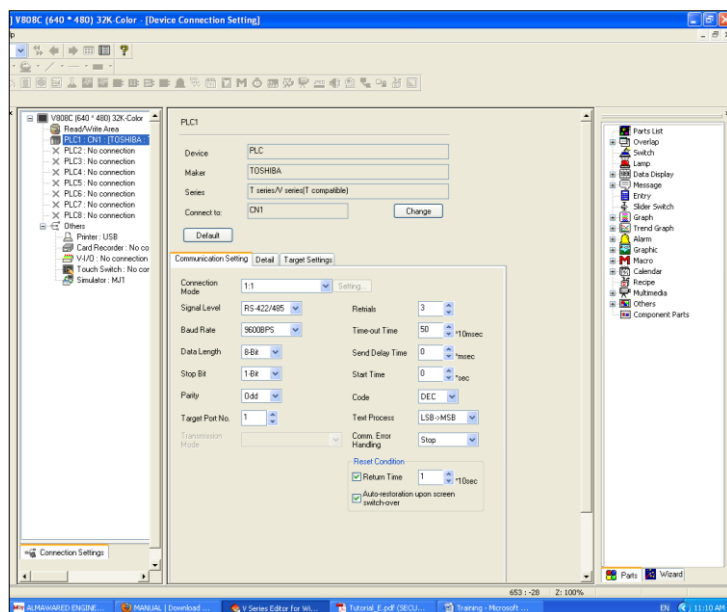 V808C (640 * 480) 32K-Color - [Device Connection Setting]
V808C (640 * 480) 32K-Color
Read/Write Area
PLC1 : CN1 : [TOSHIBA :
PLC2 : No connection
PLC3 : No connection
PLC4 : No connection
PLC5 : No connection
PLC6 : No connection
PLC7 : No connection
PLC8 : No connection
Others
Printer : USB
Card Recorder : No co
V-I/O : No connection
Touch Switch : No cor
Simulator : MJ1
Connection Settings
PLC1
Device PLC
Maker TOSHIBA
Series T series/V series(T compatible)
Connect to: CN1 Change
Default
Communication Setting Detail Target Settings
Connection Mode 1:1 Setting...
Signal Level RS-422/485
Baud Rate 9600BPS
Data Length 8-Bit
Stop Bit 1-Bit
Parity Odd
Target Port No. 1
Transmission Mode
Retrials 3
Time-out Time 50 *10msec
Send Delay Time 0 *msec
Start Time 0 *sec
Code DEC
Text Process LSB->MSB
Comm. Error Handling Stop
Reset Condition
Return Time 1 *10sec
Auto-restoration upon screen
switch-over
Parts List
Overlap
Switch
Lamp
Data Display
Message
Entry
Slider Switch
Graph
Trend Graph
Alarm
Graphic
Macro
Calendar
Recipe
Multimedia
Others
Component Parts
Parts Wizard
653 : -28 Z: 100%
ALMAWARED ENGINE... MANUAL | Download ... V Series Editor for Wi... Tutorial_E.pdf (SECU... Training - Microsoft ... EN 11:10 AM